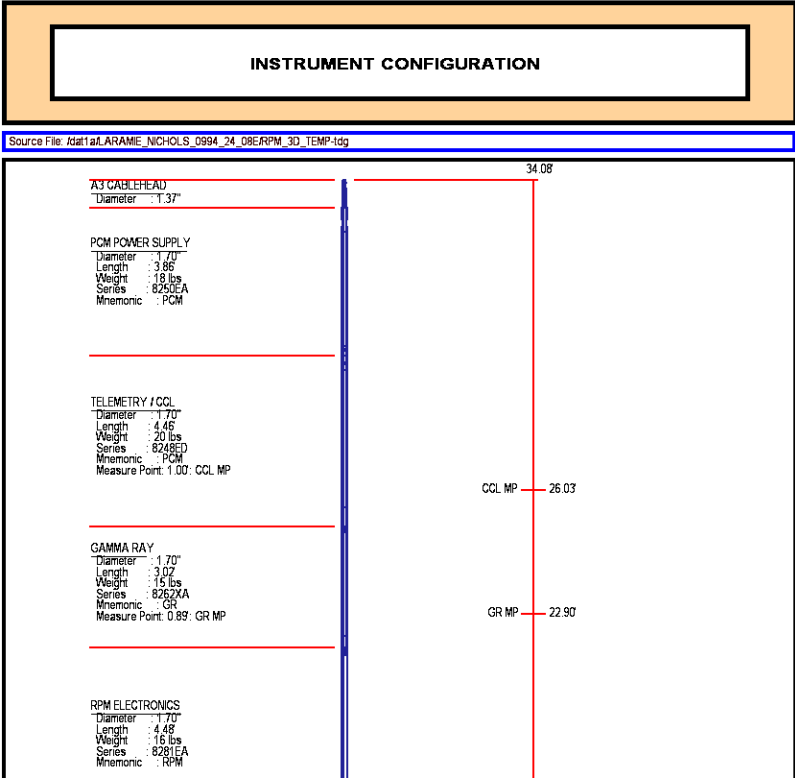 INSTRUMENT CONFIGURATION
Source File: /dat1a/LARAMIE_NICHOLS_0994_24_08E/RPM_3D_TEMP-tdg
34.08'
A3 CABLEHEAD
Diameter : 1.37"
PCM POWER SUPPLY
Diameter : 1.70"
Length : 3.86'
Weight : 18 lbs
Series : 8250EA
Mnemonic : PCM
TELEMETRY / CCL
Diameter : 1.70"
Length : 4.46'
Weight : 20 lbs
Series : 8248ED
Mnemonic : PCM
Measure Point: 1.00': CCL MP
CCL MP 26.03'
GAMMA RAY
Diameter : 1.70"
Length : 3.02'
Weight : 15 lbs
Series : 8262XA
Mnemonic : GR
Measure Point: 0.89': GR MP
GR MP 22.90'
RPM ELECTRONICS
Diameter : 1.70"
Length : 4.48'
Weight : 16 lbs
Series : 8281EA
Mnemonic : RPM